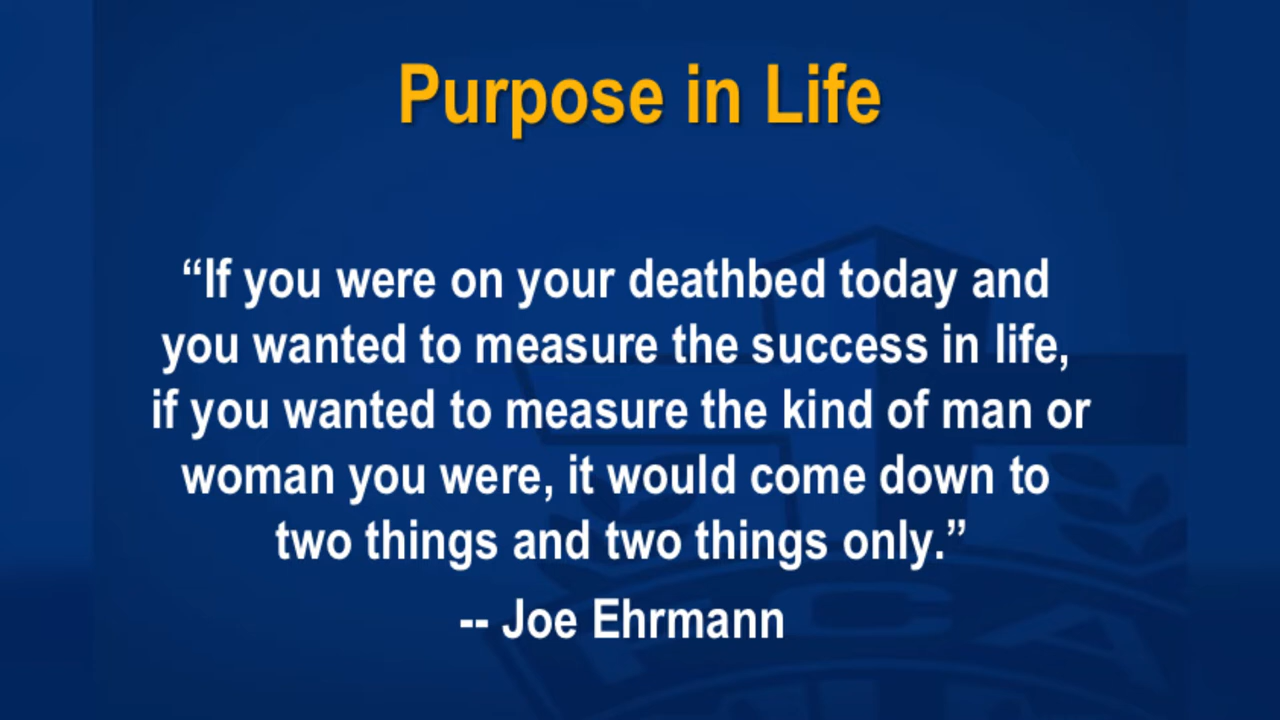 Purpose in Life
“If you were on your deathbed today and
you wanted to measure the success in life,
if you wanted to measure the kind of man or
woman you were, it would come down to
two things and two things only.”
-- Joe Ehrmann
FCA